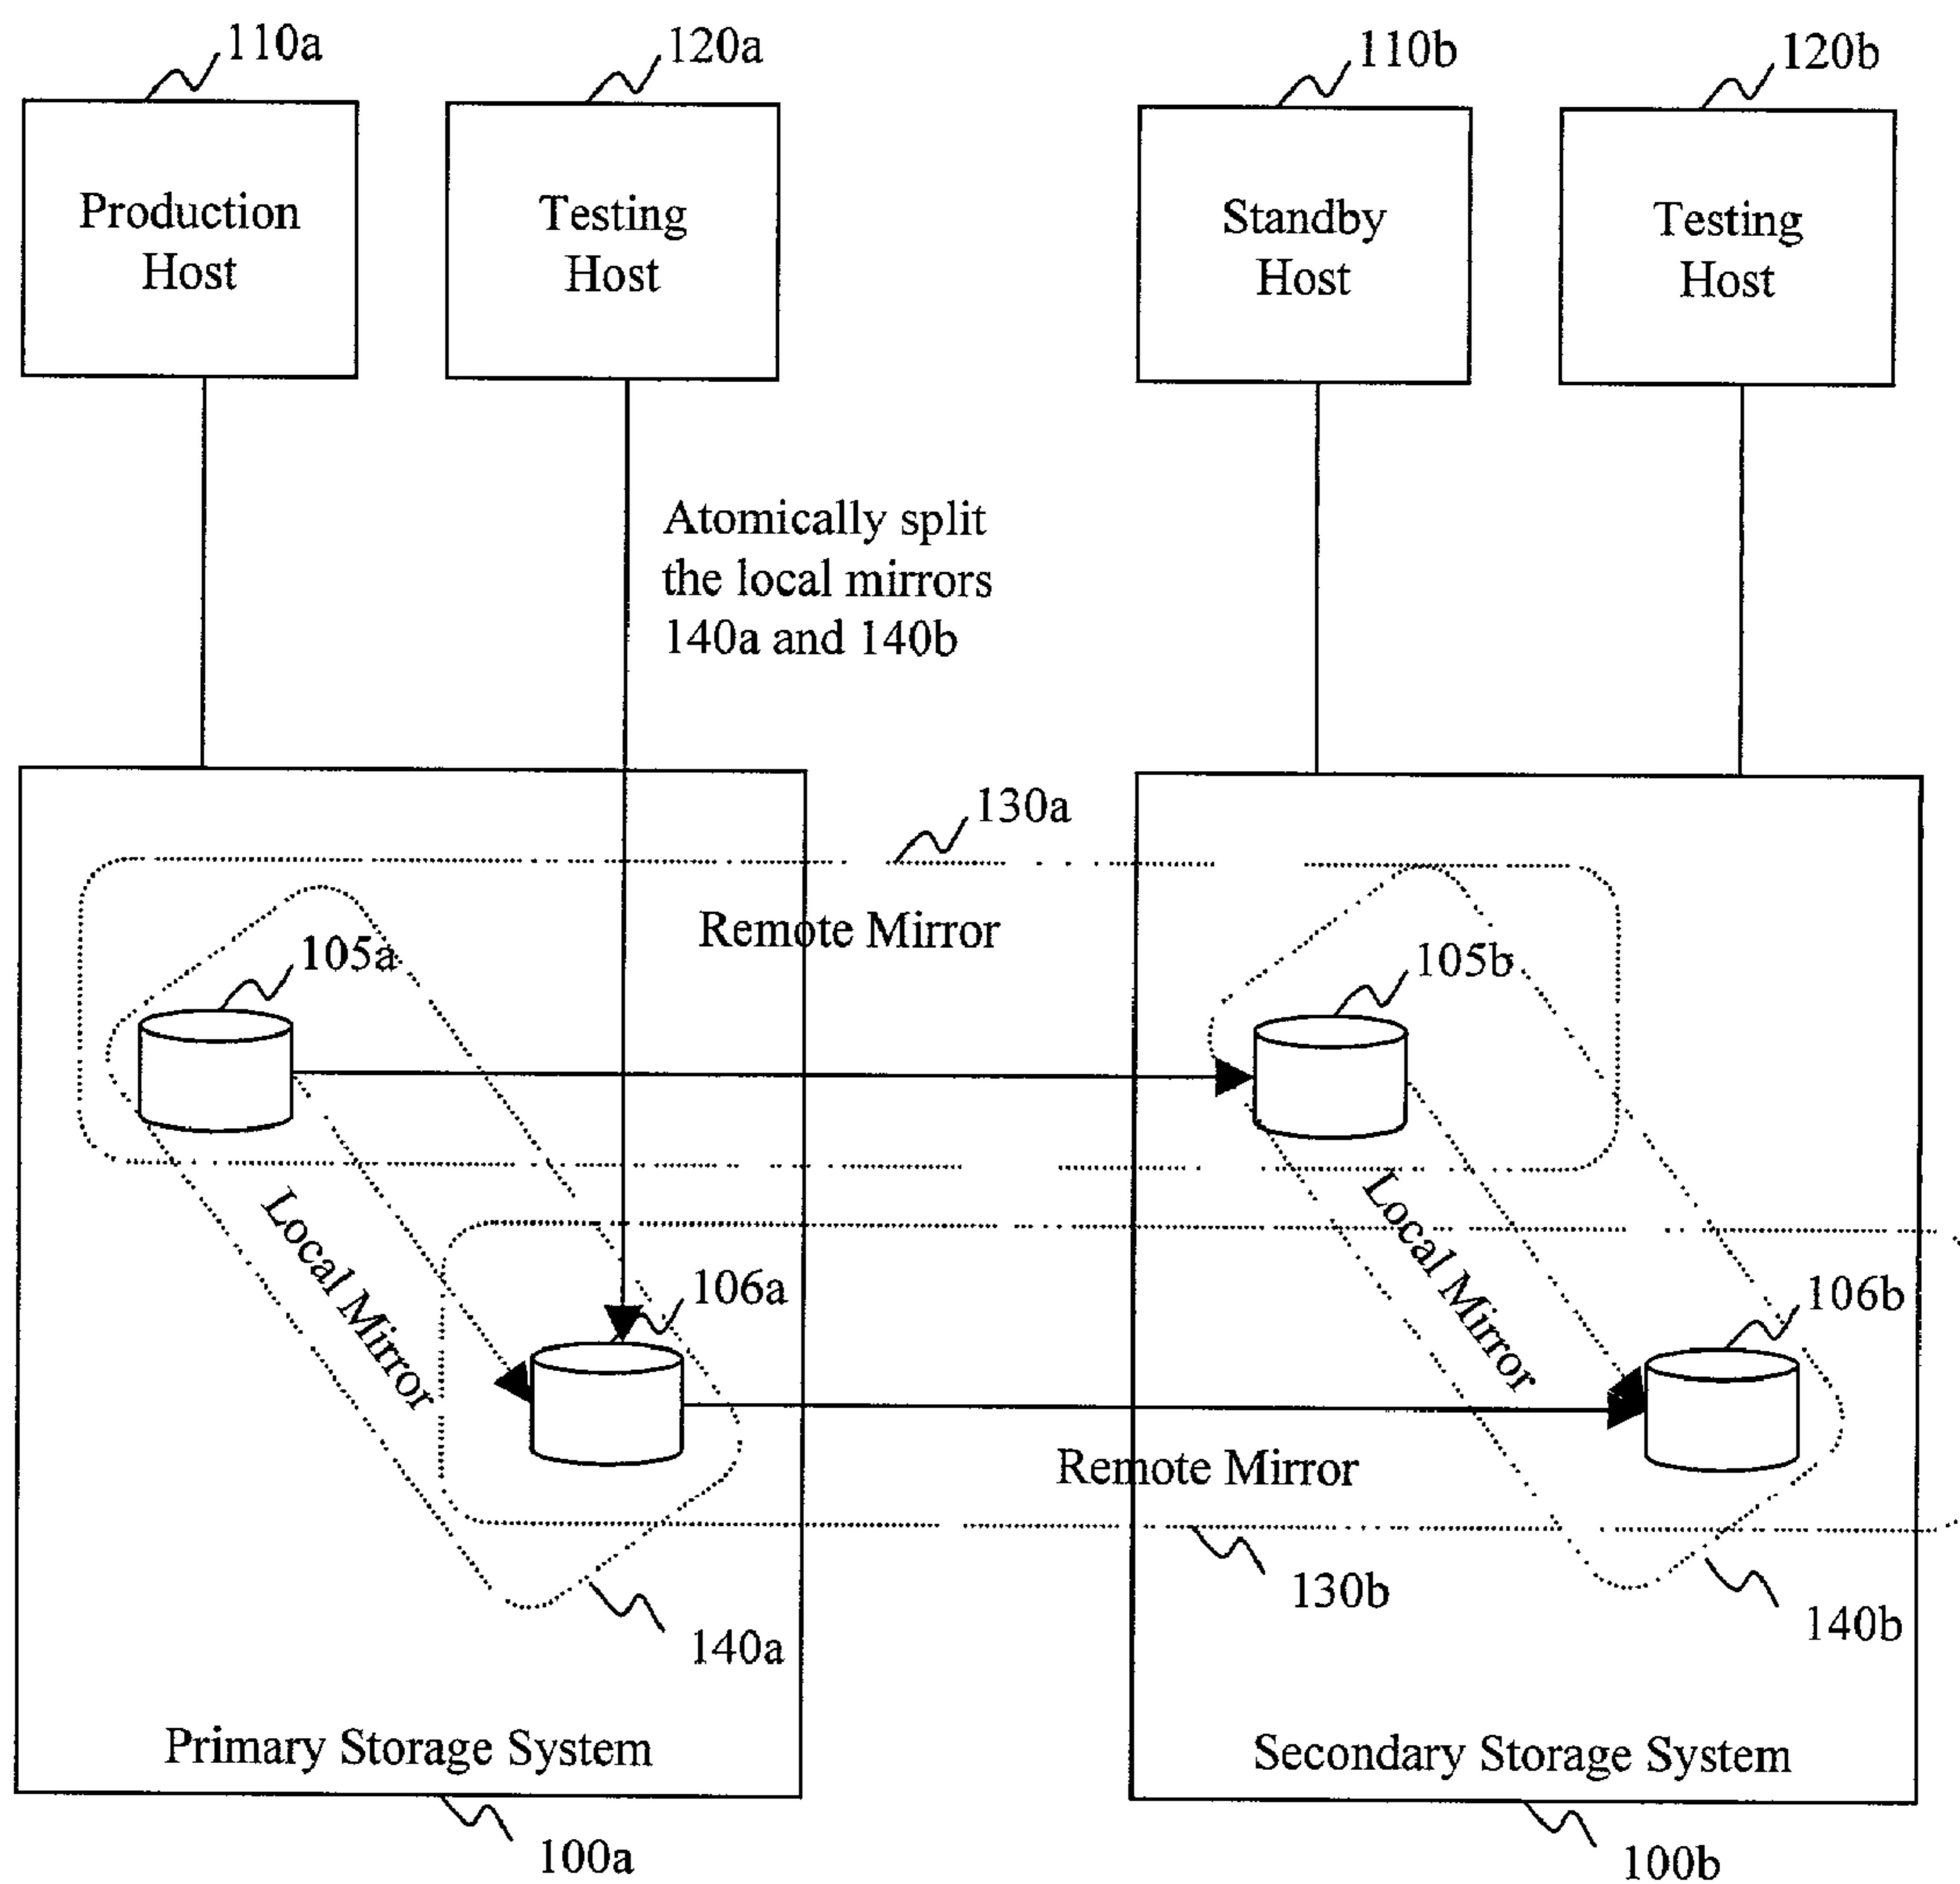 110a
120a
110b
120b
Production
Host
Testing
Host
Standby
Host
Testing
Host
Atomically split
the local mirrors
140a and 140b
130a
Remote Mirror
105a
105b
Local Mirror
Local Mirror
106a
106b
Remote Mirror
130b
140a
140b
Primary Storage System
Secondary Storage System
100a
100b